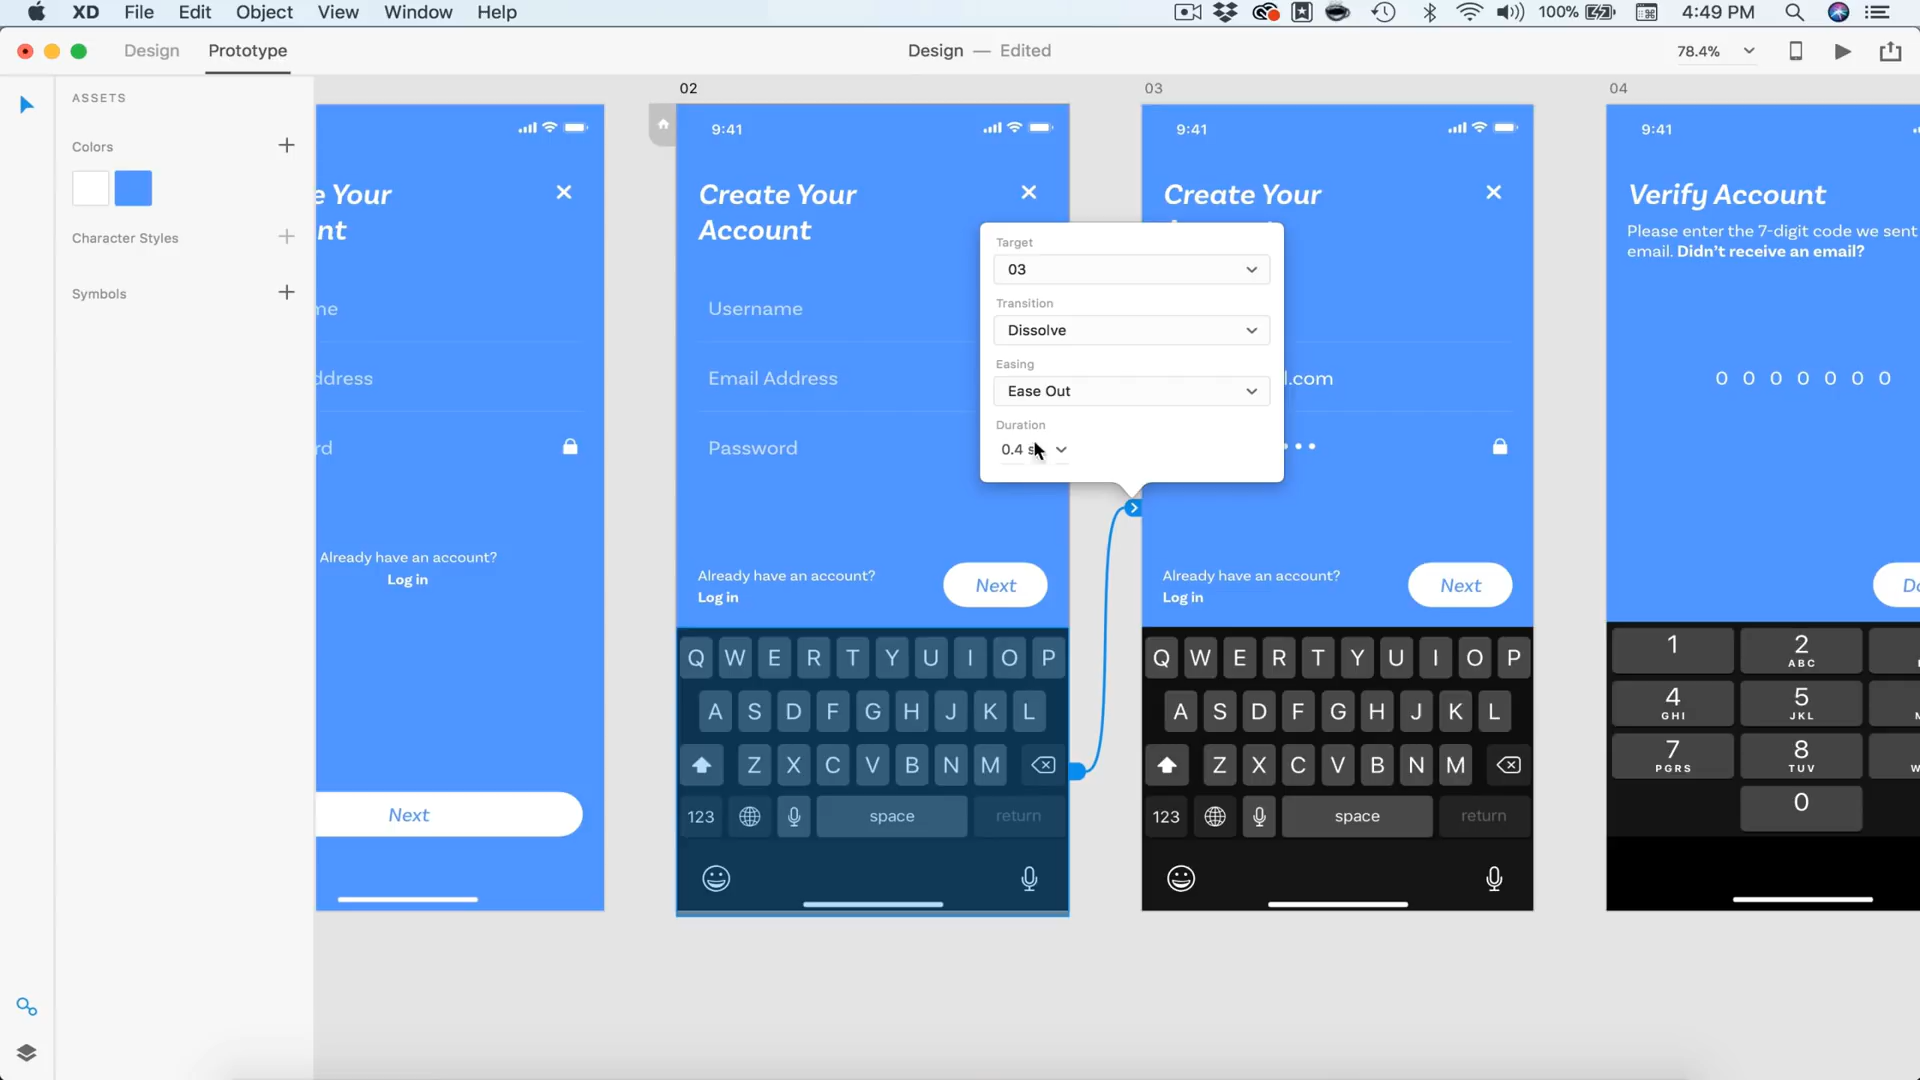 XD File Edit Object View Window Help
100% 4:49 PM
Design Prototype
Design — Edited
78.4%
ASSETS
Colors
Character Styles
Symbols
e Your
nt
me
ddress
rd
Already have an account?
Log in
Next
02
9:41
Create Your
Account
Username
Email Address
Password
Already have an account?
Log in
Next
Q W E R T Y U I O P
A S D F G H J K L
Z X C V B N M
123 space return
Target
03
Transition
Dissolve
Easing
Ease Out
Duration
0.4 s
03
9:41
Create Your
l.com
Already have an account?
Log in
Next
Q W E R T Y U I O P
A S D F G H J K L
Z X C V B N M
123 space return
04
9:41
Verify Account
Please enter the 7-digit code we sent
email. Didn't receive an email?
0 0 0 0 0 0 0
Do
1 2
ABC
4 5
GHI JKL
7 8
PGRS TUV W
0